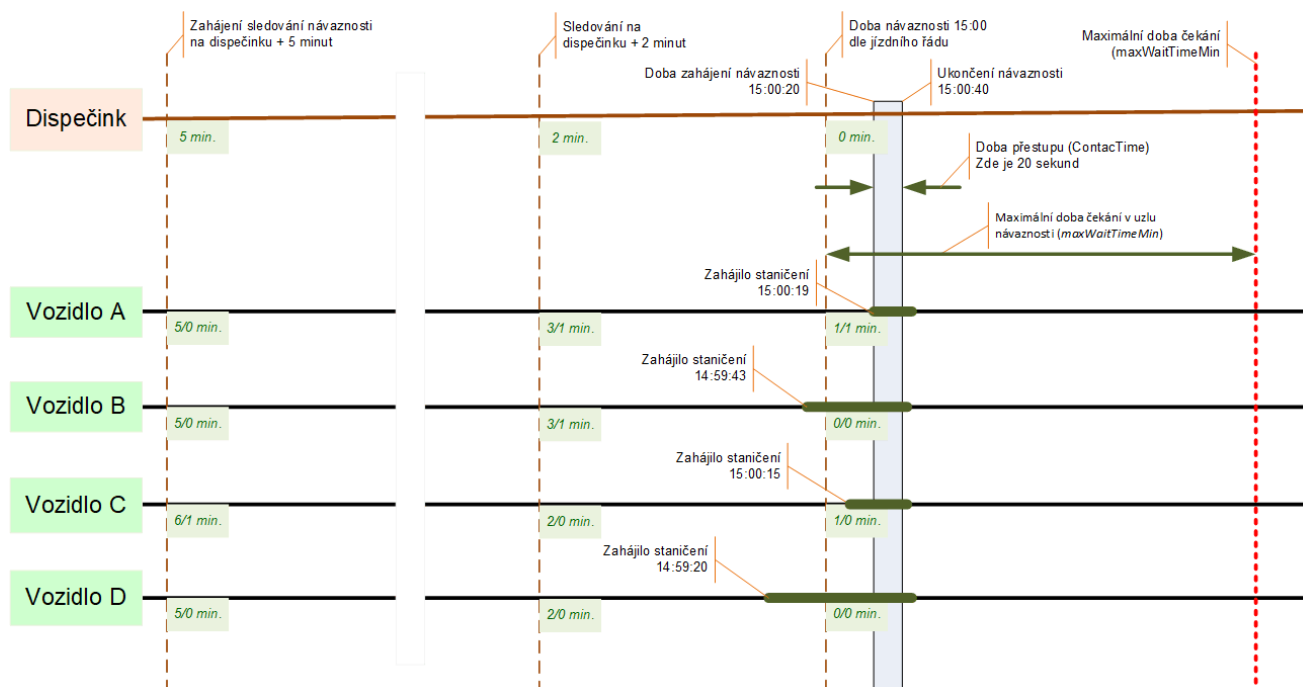 Zahájení sledování návaznosti
na dispečinku + 5 minut
Sledování na
dispečinku + 2 minut
Doba návaznosti 15:00
dle jízdního řádu
Maximální doba čekání
(maxWaitTimeMin
Doba zahájení návaznosti
15:00:20
Ukončení návaznosti
15:00:40
Dispečink
5 min.
2 min.
0 min.
Doba přestupu (ContacTime)
Zde je 20 sekund
Maximální doba čekání v uzlu
návaznosti (maxWaitTimeMin)
Zahájilo staničení
15:00:19
Vozidlo A
5/0 min.
3/1 min.
1/1 min.
Zahájilo staničení
14:59:43
Vozidlo B
5/0 min.
3/1 min.
0/0 min.
Zahájilo staničení
15:00:15
Vozidlo C
6/1 min.
2/0 min.
1/0 min.
Zahájilo staničení
14:59:20
Vozidlo D
5/0 min.
2/0 min.
0/0 min.